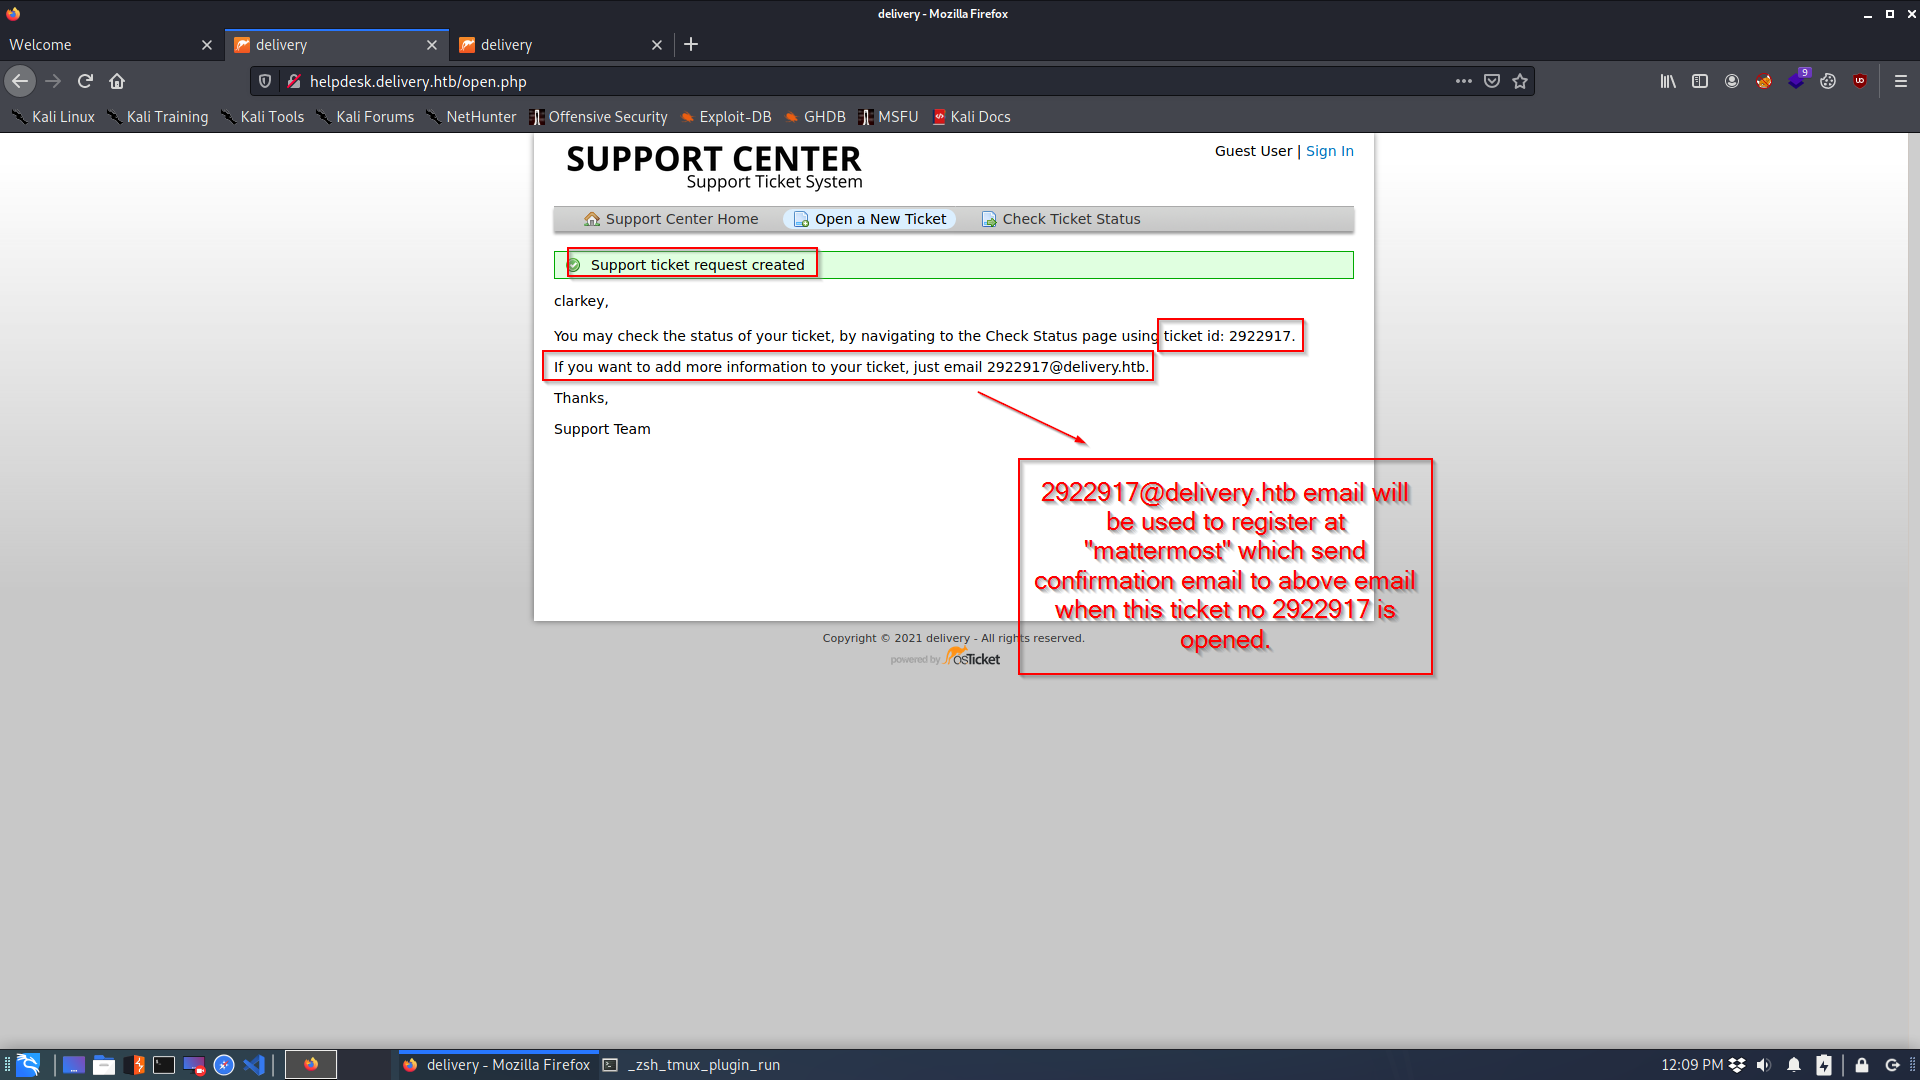 delivery - Mozilla Firefox
Welcome
delivery
delivery
helpdesk.delivery.htb/open.php
9
Kali Linux
Kali Training
Kali Tools
Kali Forums
NetHunter
Offensive Security
Exploit-DB
GHDB
MSFU
Kali Docs
SUPPORT CENTER
Support Ticket System
Guest User | Sign In
Support Center Home
Open a New Ticket
Check Ticket Status
Support ticket request created
clarkey,
You may check the status of your ticket, by navigating to the Check Status page using ticket id: 2922917.
If you want to add more information to your ticket, just email 2922917@delivery.htb.
Thanks,
Support Team
2922917@delivery.htb email will
be used to register at
"mattermost" which send
confirmation email to above email
when this ticket no 2922917 is
opened.
Copyright © 2021 delivery - All rights reserved.
powered by osTicket
delivery - Mozilla Firefox
_zsh_tmux_plugin_run
12:09 PM